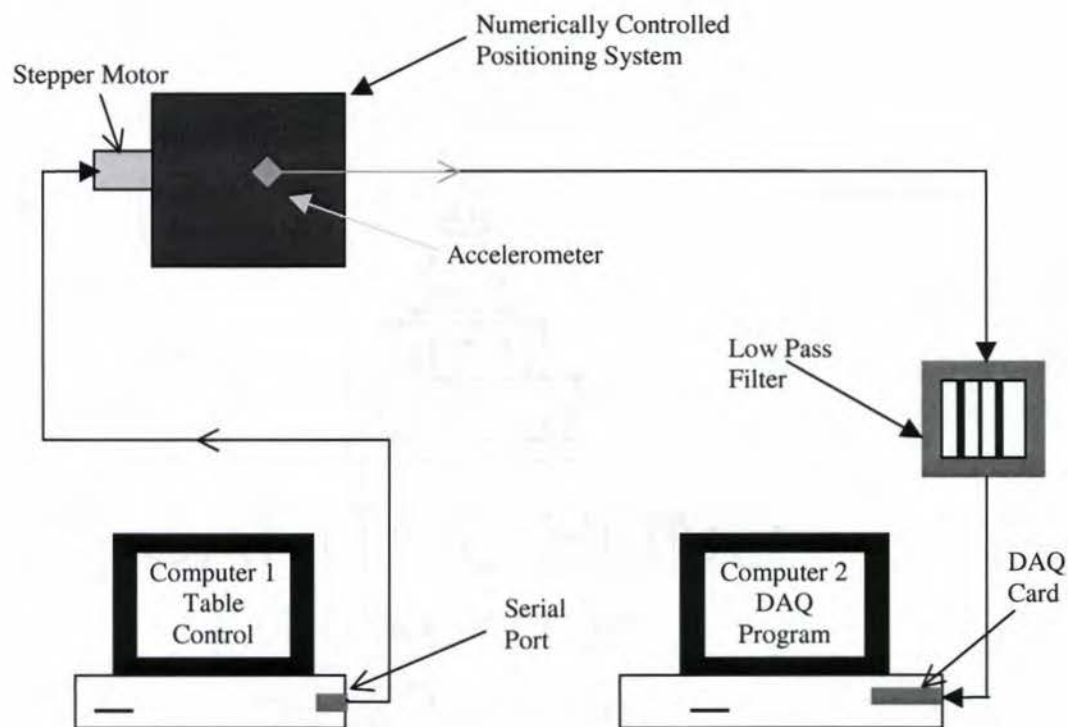 Numerically Controlled
Positioning System
Stepper Motor
Accelerometer
Low Pass
Filter
Computer 1
Table
Control
Serial
Port
Computer 2
DAQ
Program
DAQ
Card